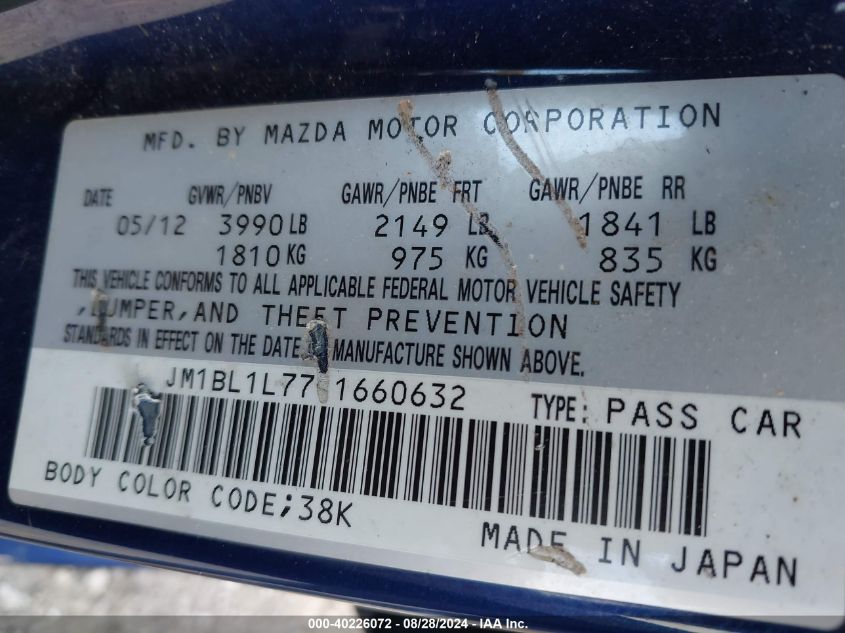 MFD. BY MAZDA MOTOR CORPORATION
DATE GVWR/PNBV GAWR/PNBE FRT GAWR/PNBE RR
05/12 3990 LB 2149 LB 1841 LB
1810 KG 975 KG 835 KG
THIS VEHICLE CONFORMS TO ALL APPLICABLE FEDERAL MOTOR VEHICLE SAFETY
,BUMPER,AND THEFT PREVENTION
STANDARDS IN EFFECT ON THE DATE MANUFACTURE SHOWN ABOVE.
JM1BL1L77 1660632 TYPE: PASS CAR
BODY COLOR CODE;38K
MADE IN JAPAN
000-40226072 - 08/28/2024 - IAA Inc.